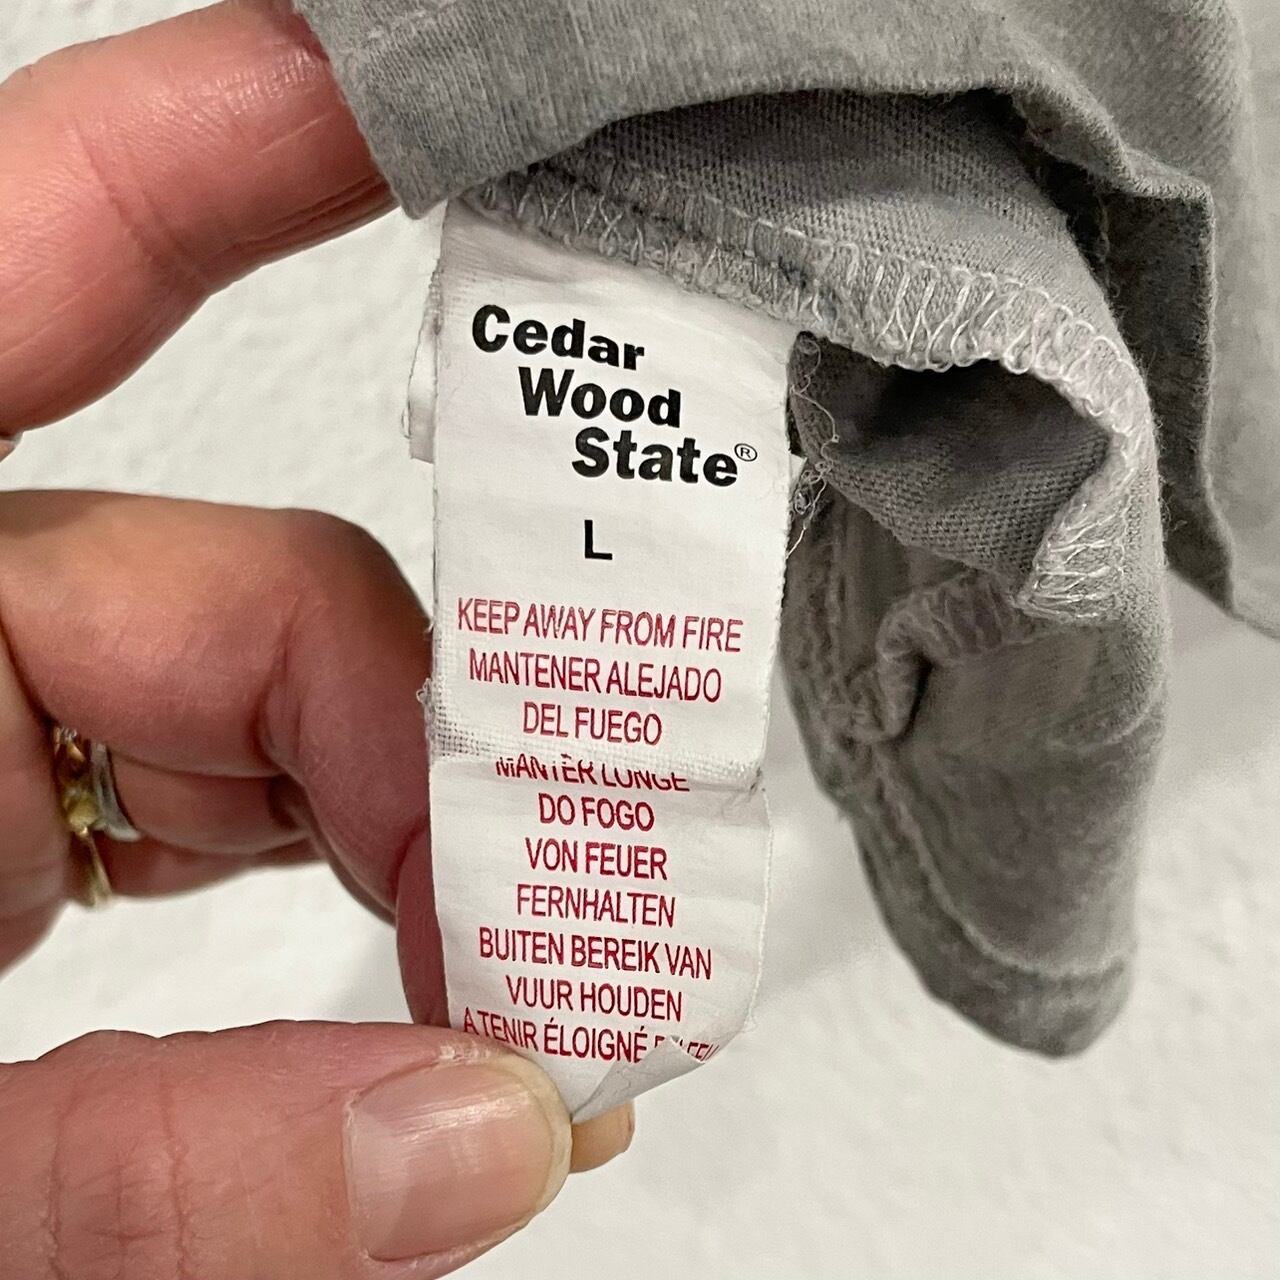 Cedar
Wood
State®
L
KEEP AWAY FROM FIRE
MANTENER ALEJADO
DEL FUEGO
MANTER LONGE
DO FOGO
VON FEUER
FERNHALTEN
BUITEN BEREIK VAN
VUUR HOUDEN
A TENIR ÉLOIGNÉ